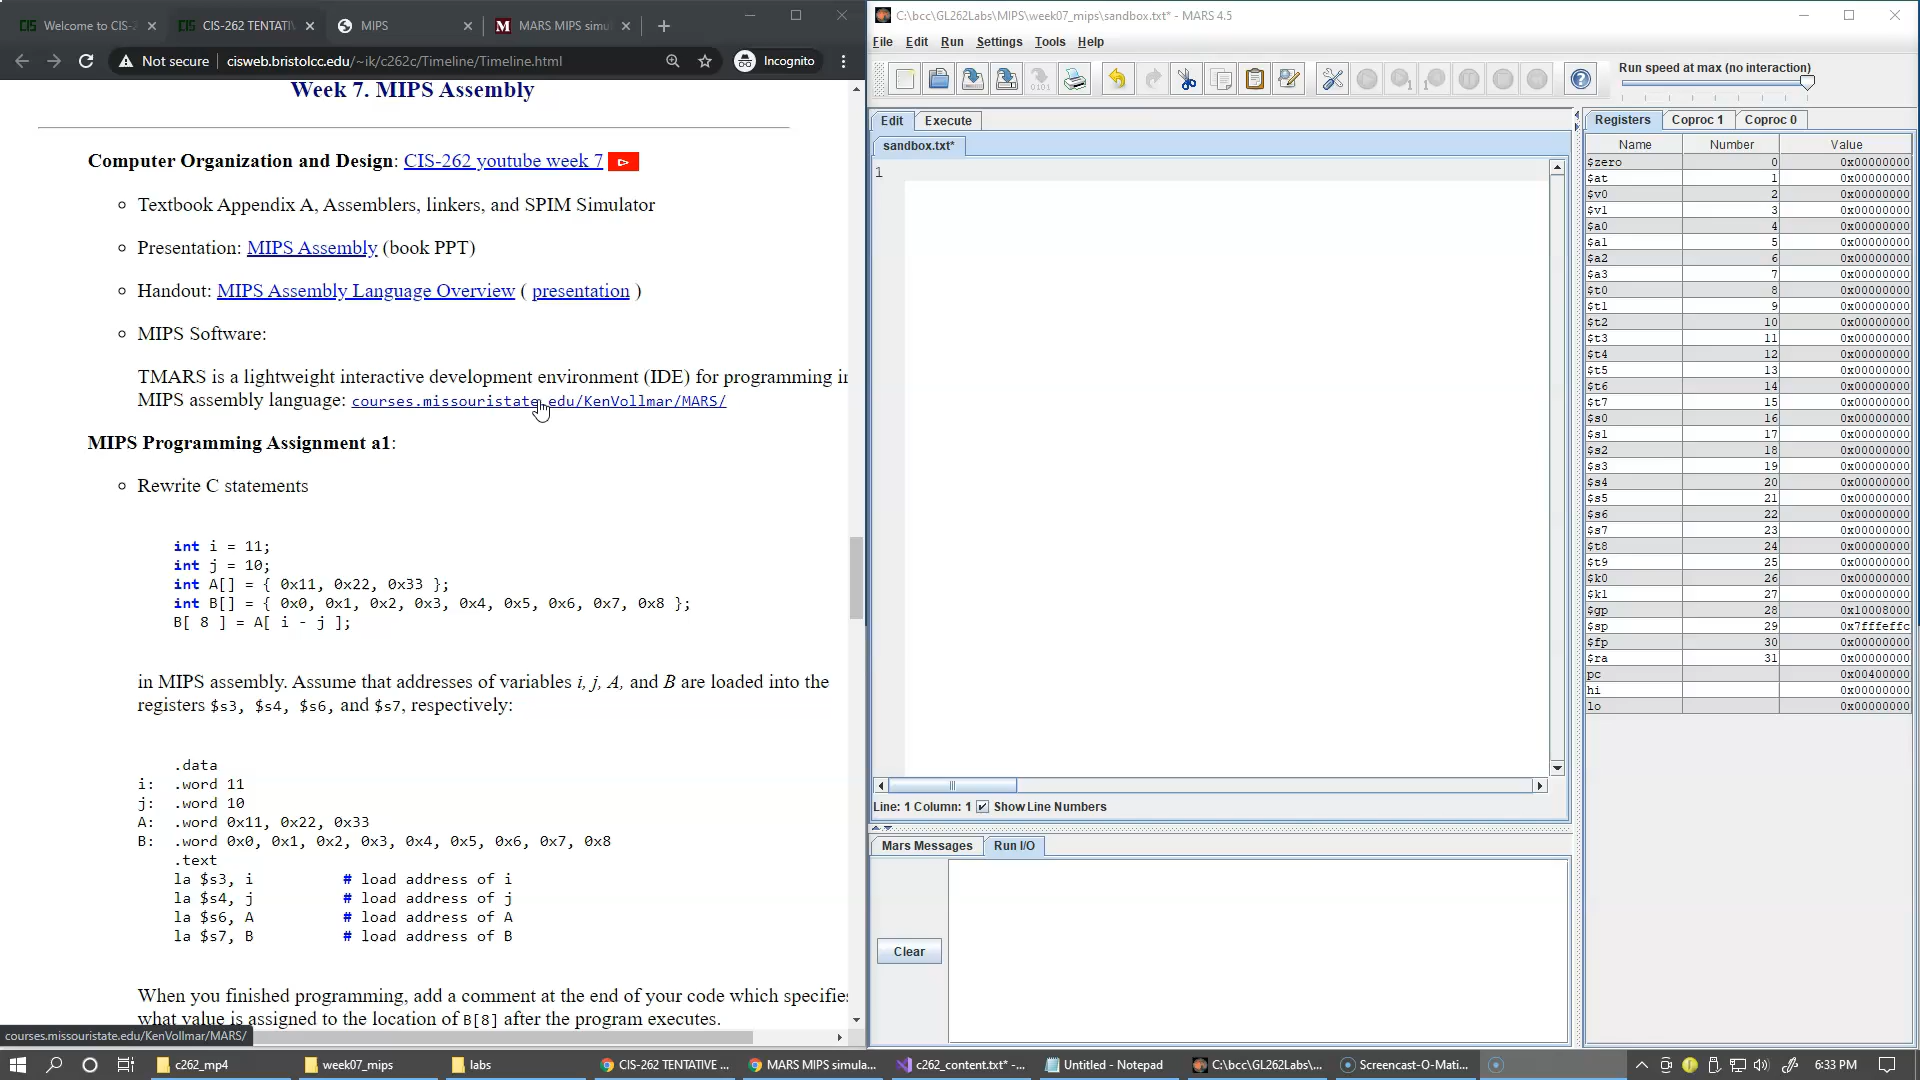 Welcome to CIS-2
CIS-262 TENTATI
MIPS
MARS MIPS simu
Not secure
cisweb.bristolcc.edu/~ik/c262c/Timeline/Timeline.html
Incognito
Week 7. MIPS Assembly
Computer Organization and Design: CIS-262 youtube week 7
Textbook Appendix A, Assemblers, linkers, and SPIM Simulator
Presentation: MIPS Assembly (book PPT)
Handout: MIPS Assembly Language Overview ( presentation )
MIPS Software:
TMARS is a lightweight interactive development environment (IDE) for programming in
MIPS assembly language: courses.missouristate.edu/KenVollmar/MARS/
MIPS Programming Assignment a1:
Rewrite C statements
int i = 11;
int j = 10;
int A[] = { 0x11, 0x22, 0x33 };
int B[] = { 0x0, 0x1, 0x2, 0x3, 0x4, 0x5, 0x6, 0x7, 0x8 };
B[ 8 ] = A[ i - j ];
in MIPS assembly. Assume that addresses of variables i, j, A, and B are loaded into the
registers $s3, $s4, $s6, and $s7, respectively:
.data
i: .word 11
j: .word 10
A: .word 0x11, 0x22, 0x33
B: .word 0x0, 0x1, 0x2, 0x3, 0x4, 0x5, 0x6, 0x7, 0x8
.text
la $s3, i # load address of i
la $s4, j # load address of j
la $s6, A # load address of A
la $s7, B # load address of B
When you finished programming, add a comment at the end of your code which specifies
what value is assigned to the location of B[8] after the program executes.
courses.missouristate.edu/KenVollmar/MARS/
C:\bcc\GL262Labs\MIPS\week07_mips\sandbox.txt* - MARS 4.5
File Edit Run Settings Tools Help
Run speed at max (no interaction)
Edit Execute
sandbox.txt*
1
Line: 1 Column: 1 Show Line Numbers
Mars Messages Run I/O
Clear
Registers Coproc 1 Coproc 0
Name Number Value
$zero 0 0x00000000
$at 1 0x00000000
$v0 2 0x00000000
$v1 3 0x00000000
$a0 4 0x00000000
$a1 5 0x00000000
$a2 6 0x00000000
$a3 7 0x00000000
$t0 8 0x00000000
$t1 9 0x00000000
$t2 10 0x00000000
$t3 11 0x00000000
$t4 12 0x00000000
$t5 13 0x00000000
$t6 14 0x00000000
$t7 15 0x00000000
$s0 16 0x00000000
$s1 17 0x00000000
$s2 18 0x00000000
$s3 19 0x00000000
$s4 20 0x00000000
$s5 21 0x00000000
$s6 22 0x00000000
$s7 23 0x00000000
$t8 24 0x00000000
$t9 25 0x00000000
$k0 26 0x00000000
$k1 27 0x00000000
$gp 28 0x10008000
$sp 29 0x7fffeffc
$fp 30 0x00000000
$ra 31 0x00000000
pc 0x00400000
hi 0x00000000
lo 0x00000000
c262_mp4
week07_mips
labs
CIS-262 TENTATIVE ...
MARS MIPS simula...
c262_content.txt* -...
Untitled - Notepad
C:\bcc\GL262Labs\...
Screencast-O-Mati...
6:33 PM